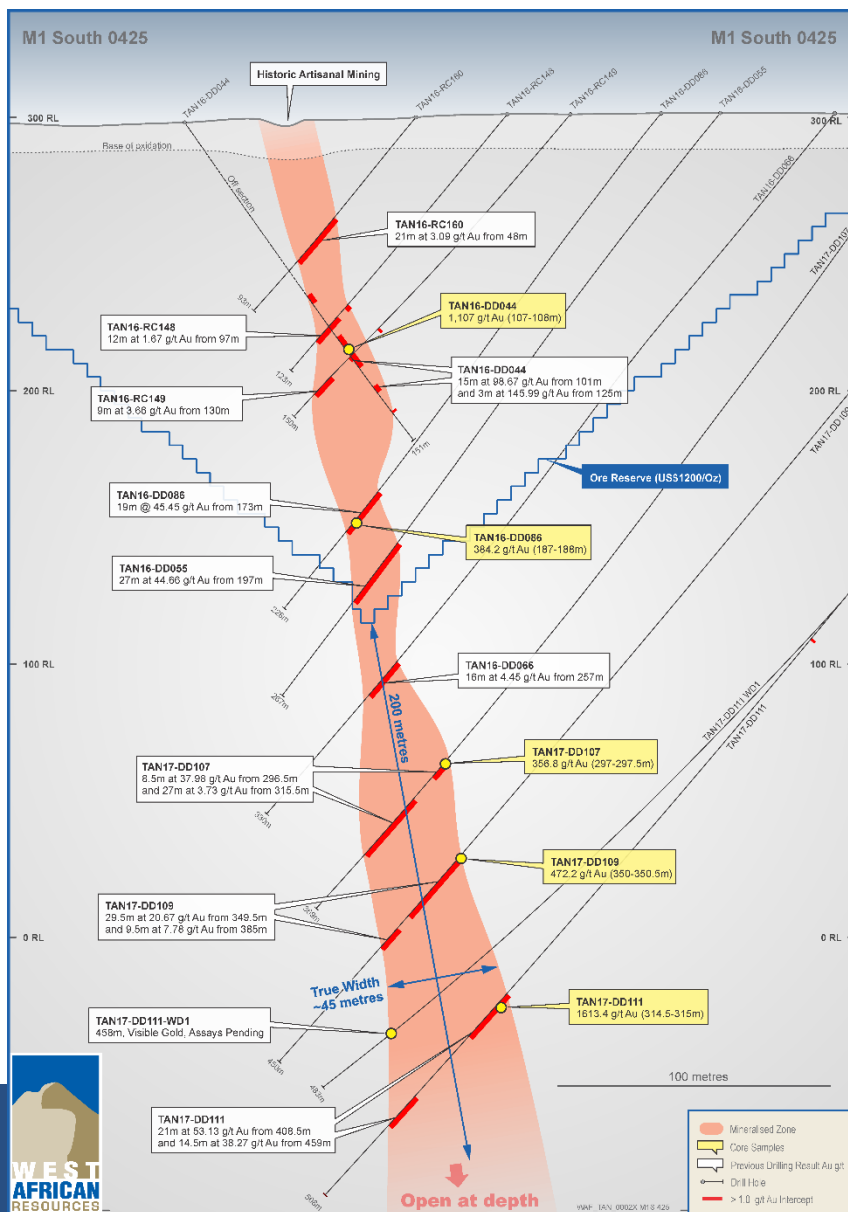 M1 South 0425
M1 South 0425
Historic Artisanal Mining
TAN16-DD044
TAN16-RC160
TAN16-RC148
TAN16-RC149
TAN16-DD086
TAN16-DD055
300 RL
300 RL
Base of oxidation
Off section
TAN16-DD066
TAN17-DD107
TAN16-RC160
21m at 3.09 g/t Au from 48m
93m
TAN16-DD044
1,107 g/t Au (107-108m)
TAN16-RC148
12m at 1.67 g/t Au from 97m
123m
TAN16-DD044
15m at 98.67 g/t Au from 101m
and 3m at 145.99 g/t Au from 125m
200 RL
200 RL
TAN16-RC149
9m at 3.66 g/t Au from 130m
150m
151m
TAN17-DD109
Ore Reserve (US$1200/Oz)
TAN16-DD086
19m @ 45.45 g/t Au from 173m
TAN16-DD086
384.2 g/t Au (187-188m)
TAN16-DD055
27m at 44.66 g/t Au from 197m
226m
100 RL
100 RL
TAN16-DD066
16m at 4.45 g/t Au from 257m
267m
200 metres
TAN17-DD111 WD1
TAN17-DD111
TAN17-DD107
8.5m at 37.98 g/t Au from 296.5m
and 27m at 3.73 g/t Au from 315.5m
TAN17-DD107
356.8 g/t Au (297-297.5m)
330m
TAN17-DD109
472.2 g/t Au (350-350.5m)
TAN17-DD109
29.5m at 20.67 g/t Au from 349.5m
and 9.5m at 7.78 g/t Au from 385m
0 RL
0 RL
True Width
~45 metres
TAN17-DD111-WD1
458m, Visible Gold, Assays Pending
TAN17-DD111
1613.4 g/t Au (314.5-315m)
450m
483m
100 metres
TAN17-DD111
21m at 53.13 g/t Au from 408.5m
and 14.5m at 38.27 g/t Au from 459m
Open at depth
WEST
AFRICAN
RESOURCES
Mineralised Zone
Core Samples
Previous Drilling Result Au g/t
Drill Hole
> 1.0 g/t Au Intercept